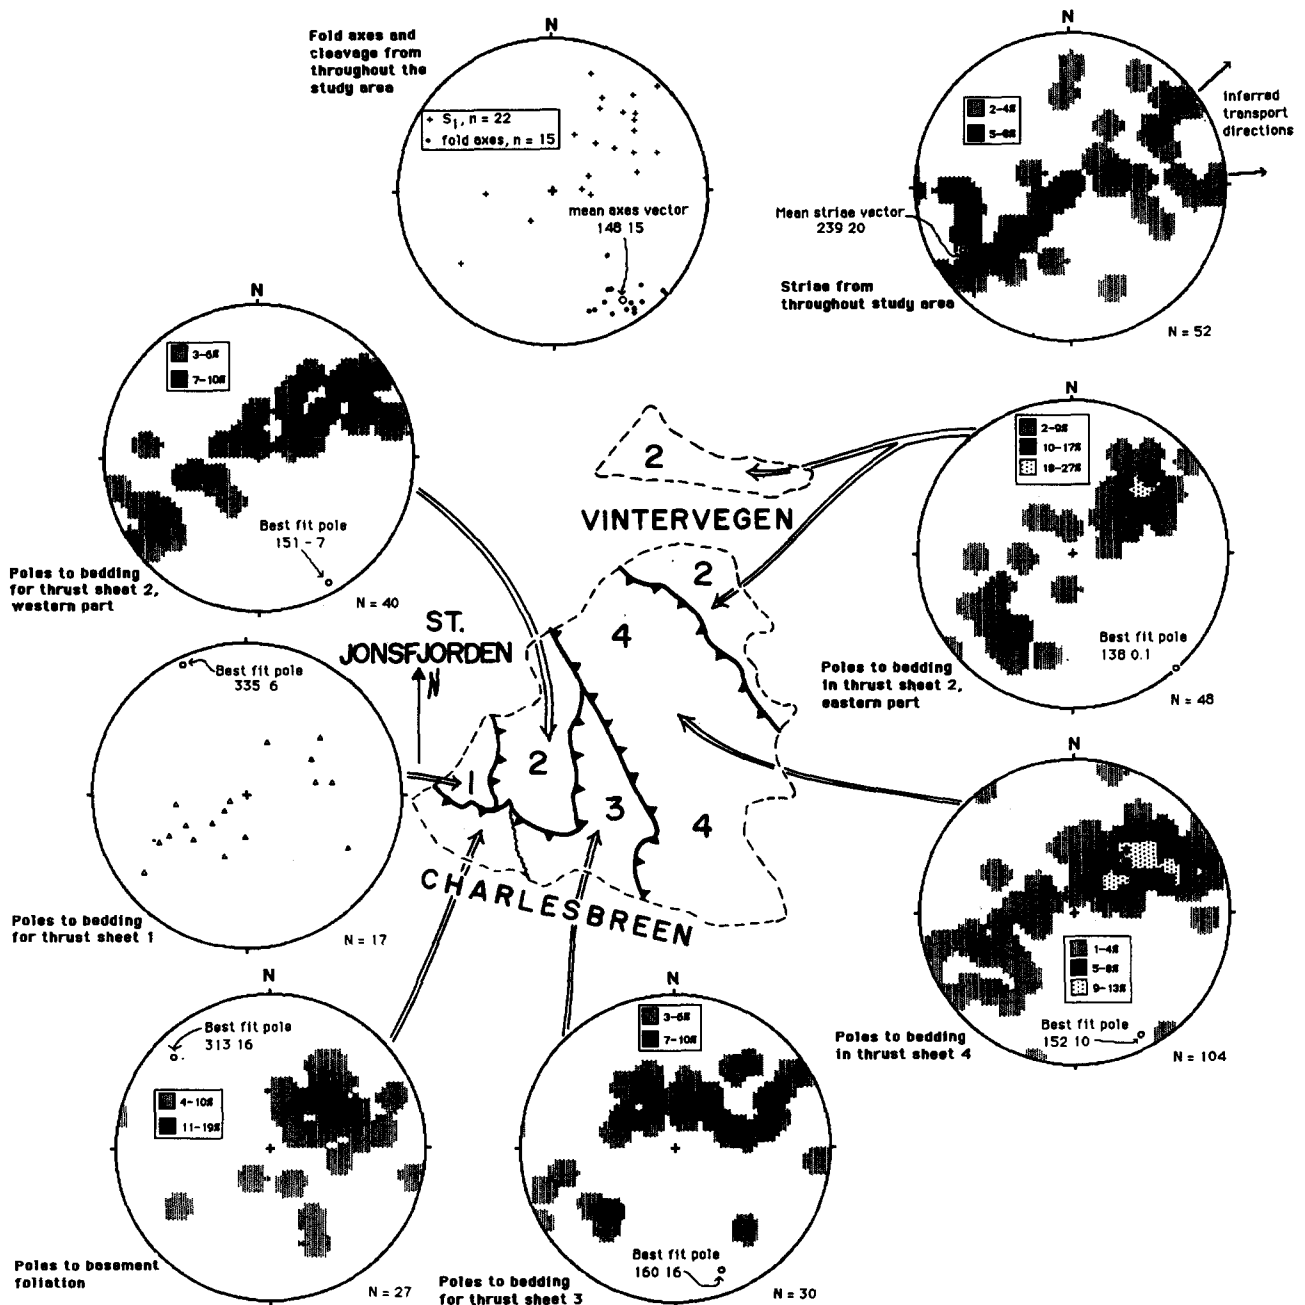 Fold axes and
cleavage from
throughout the
study area
N
+ S1, n = 22
• fold axes, n = 15
mean axes vector
148 15
N
2-4%
5-8%
inferred
transport
directions
Mean striae vector
239 20
Striae from
throughout study area
N = 52
N
3-6%
7-10%
Best fit pole
151 - 7
Poles to bedding
for thrust sheet 2,
western part
N = 40
N
2-9%
10-17%
18-27%
Best fit pole
138 0.1
Poles to bedding
in thrust sheet 2,
eastern part
N = 48
2
VINTERVEGEN
2
4
ST.
JONSFJORDEN
N
1
2
3
4
CHARLESBREEN
Best fit pole
335 6
Poles to bedding
for thrust sheet 1
N = 17
N
1-4%
5-8%
9-13%
Best fit pole
152 10
Poles to bedding
in thrust sheet 4
N = 104
N
Best fit pole
313 16
4-10%
11-19%
Poles to basement
foliation
N = 27
N
3-6%
7-10%
Best fit pole
160 16
Poles to bedding
for thrust sheet 3
N = 30